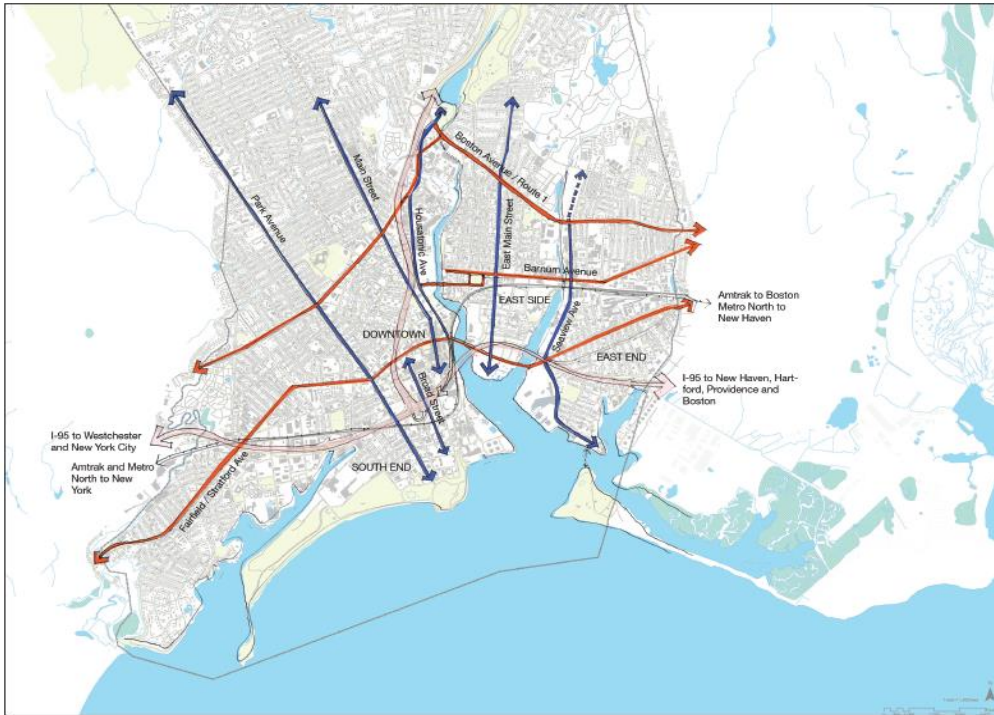 Boston Avenue / Route 1
Main Street
Park Avenue
Housatonic Ave
East Main Street
Barnum Avenue
EAST SIDE
Amtrak to Boston
Metro North to
New Haven
DOWNTOWN
Seaview Ave
EAST END
Broad Street
I-95 to New Haven, Hart-
ford, Providence and
Boston
I-95 to Westchester
and New York City
Amtrak and Metro
North to New
York
SOUTH END
Fairfield / Stratford Ave